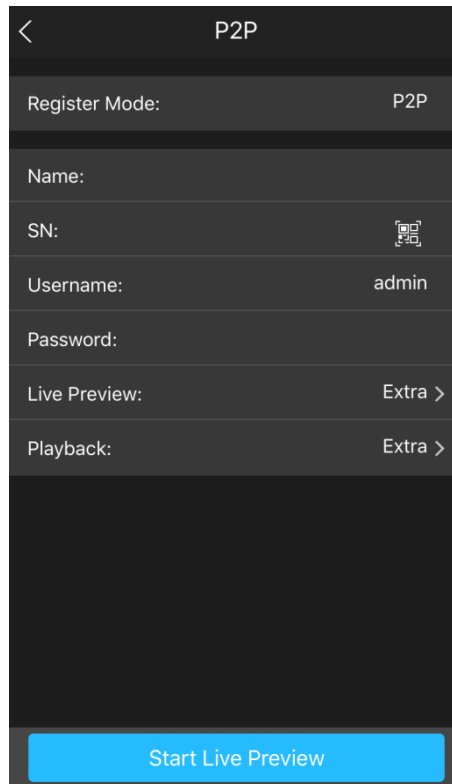 P2P
Register Mode: P2P
Name:
SN:
Username: admin
Password:
Live Preview: Extra
Playback: Extra
Start Live Preview